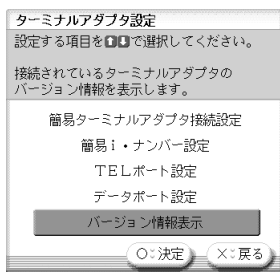 ターミナルアダプタ設定
設定する項目を⬆⬇で選択してください。
接続されているターミナルアダプタの
バージョン情報を表示します。
簡易ターミナルアダプタ接続設定
簡易i・ナンバー設定
TELポート設定
データポート設定
バージョン情報表示
○:決定 ×:戻る